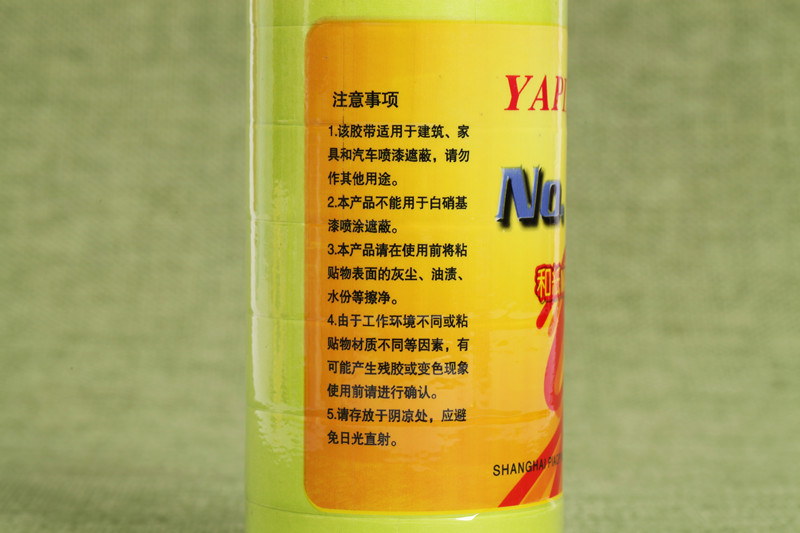 注意事项
1.该胶带适用于建筑、家
具和汽车喷漆遮蔽，请勿
作其他用途。
2.本产品不能用于白硝基
漆喷涂遮蔽。
3.本产品请在使用前将粘
贴物表面的灰尘、油渍、
水份等擦净。
4.由于工作环境不同或粘
贴物材质不同等因素，有
可能产生残胶或变色现象
使用前请进行确认。
5.请存放于阴凉处，应避
免日光直射。
YAP
No.
和
SHANGHAI